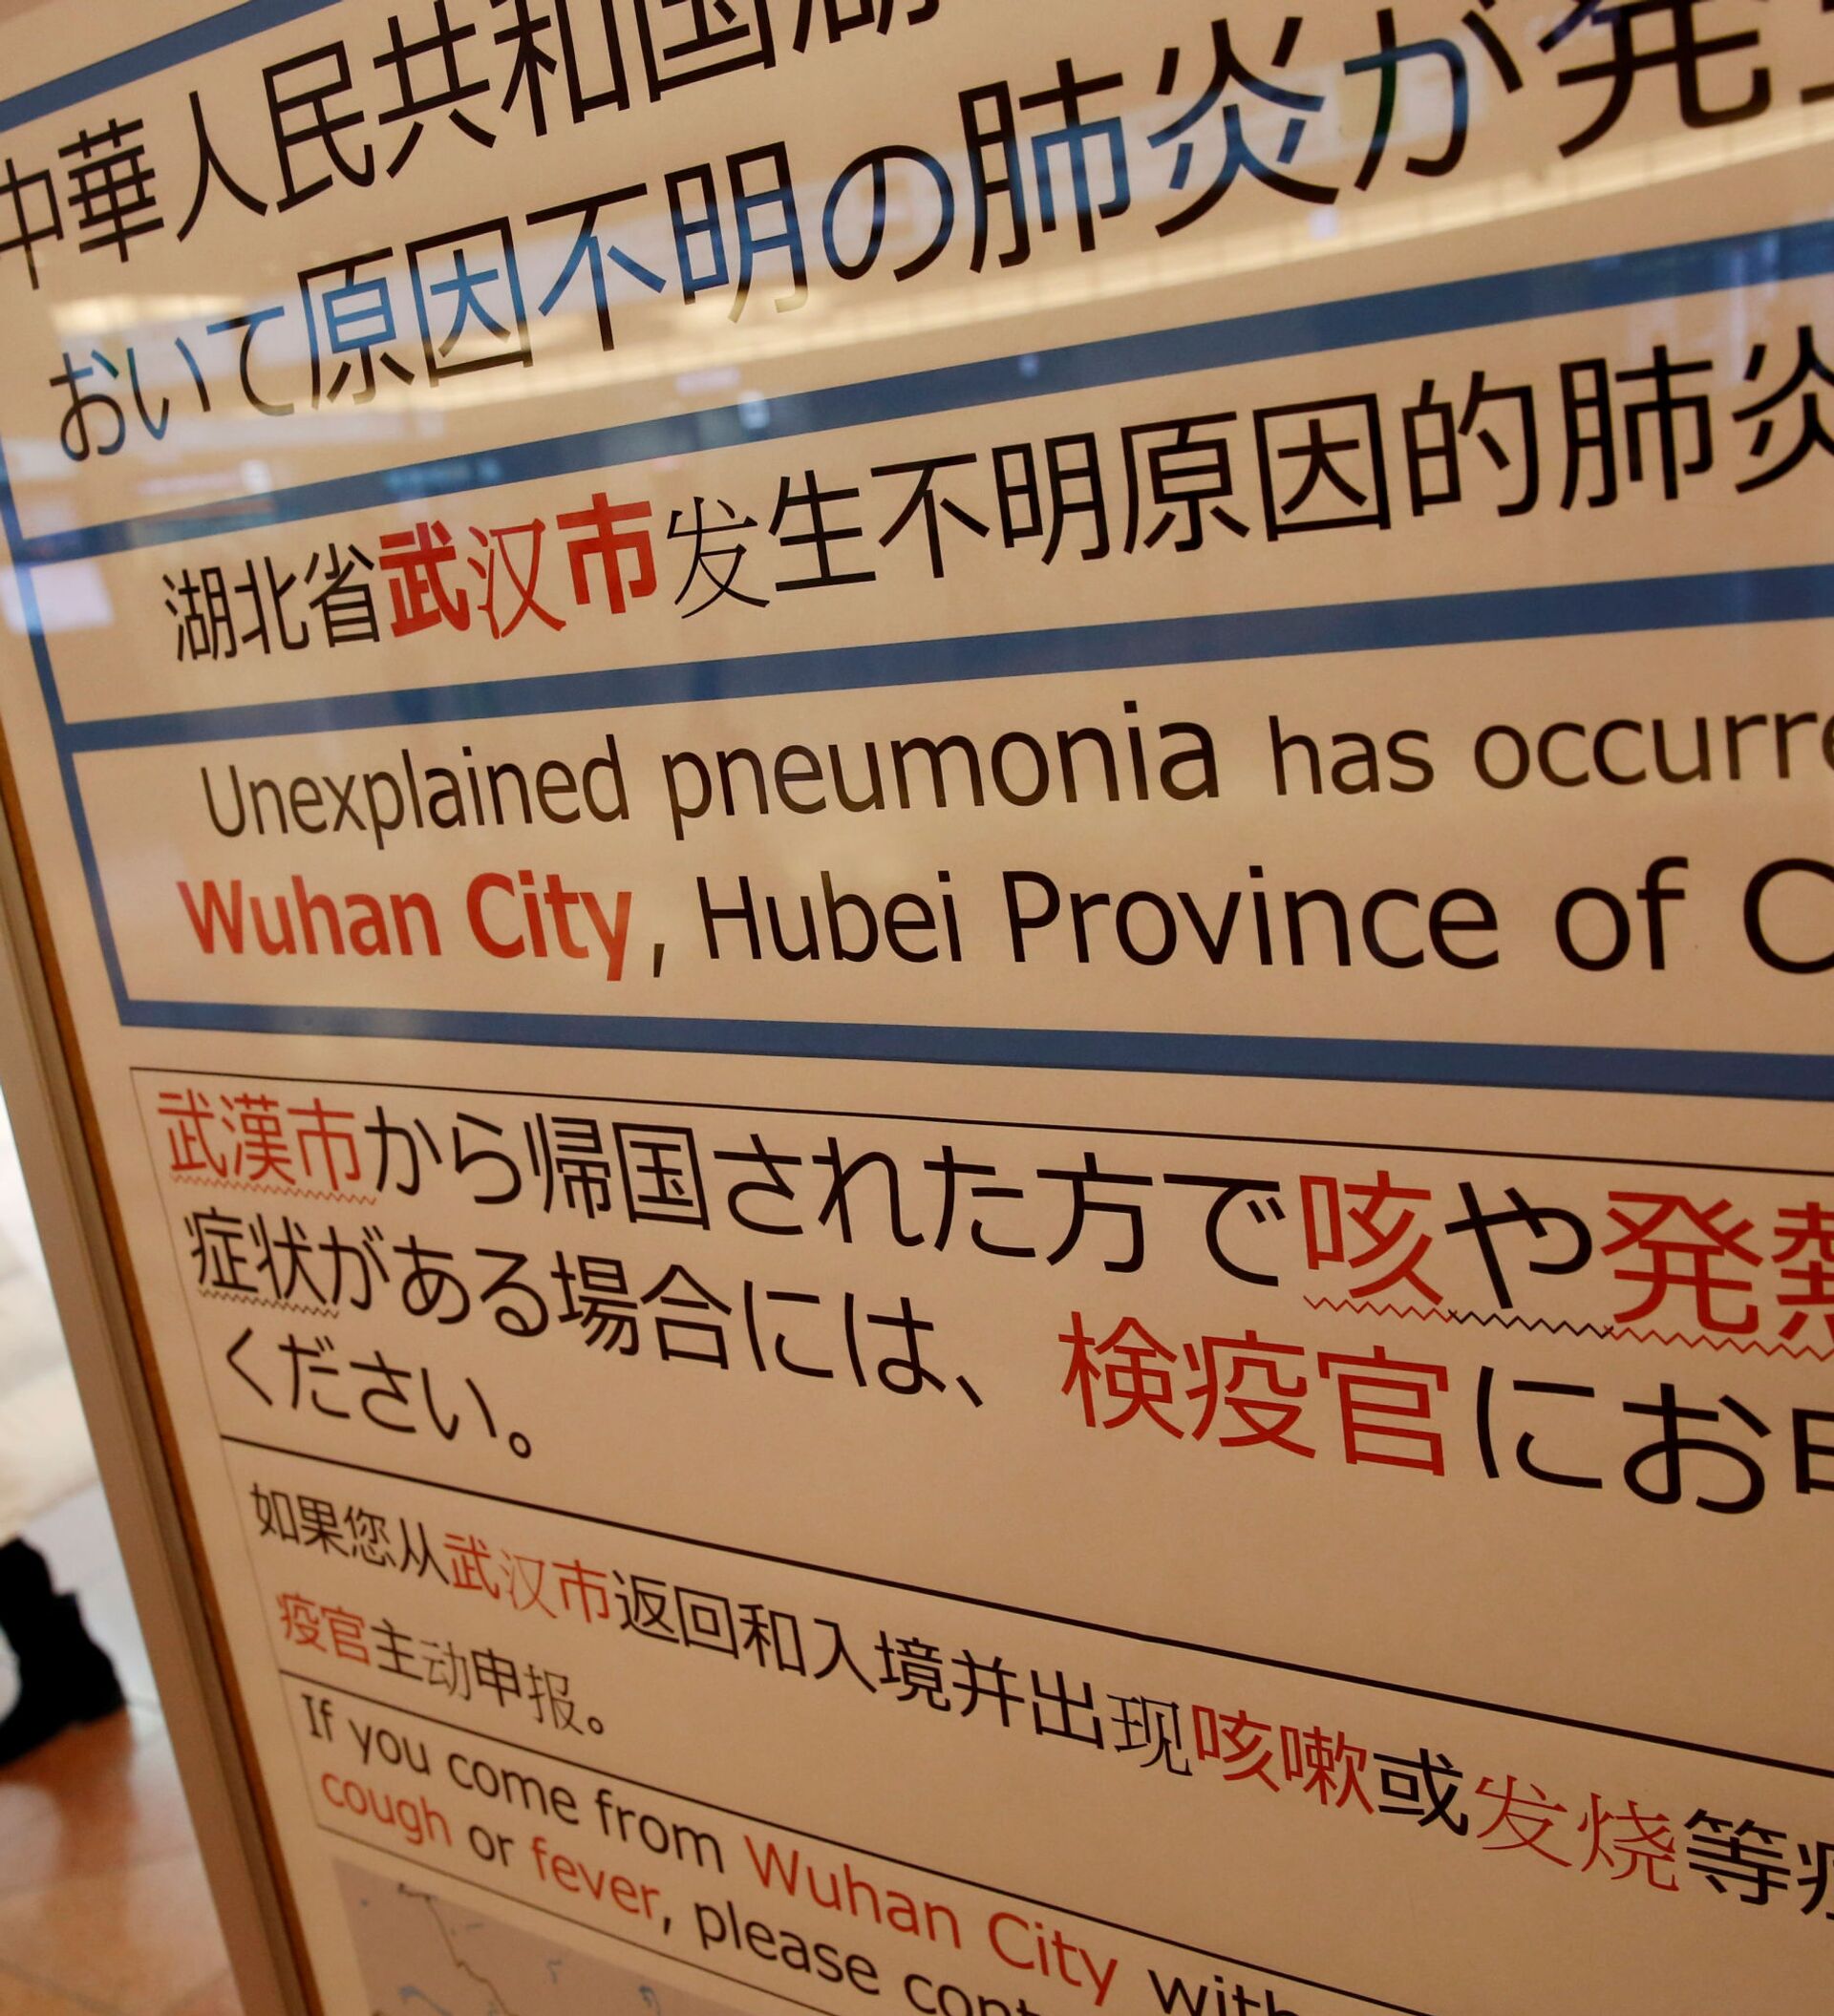 中華人民共和国湖
おいて原因不明の肺炎が発
湖北省武汉市发生不明原因的肺炎
Unexplained pneumonia has occurre
Wuhan City, Hubei Province of C
武漢市から帰国された方で咳や発熱
症状がある場合には、検疫官にお申
ください。
如果您从武汉市返回和入境并出现咳嗽或发烧等症
疫官主动申报。
If you come from Wuhan City with
cough or fever, please cont